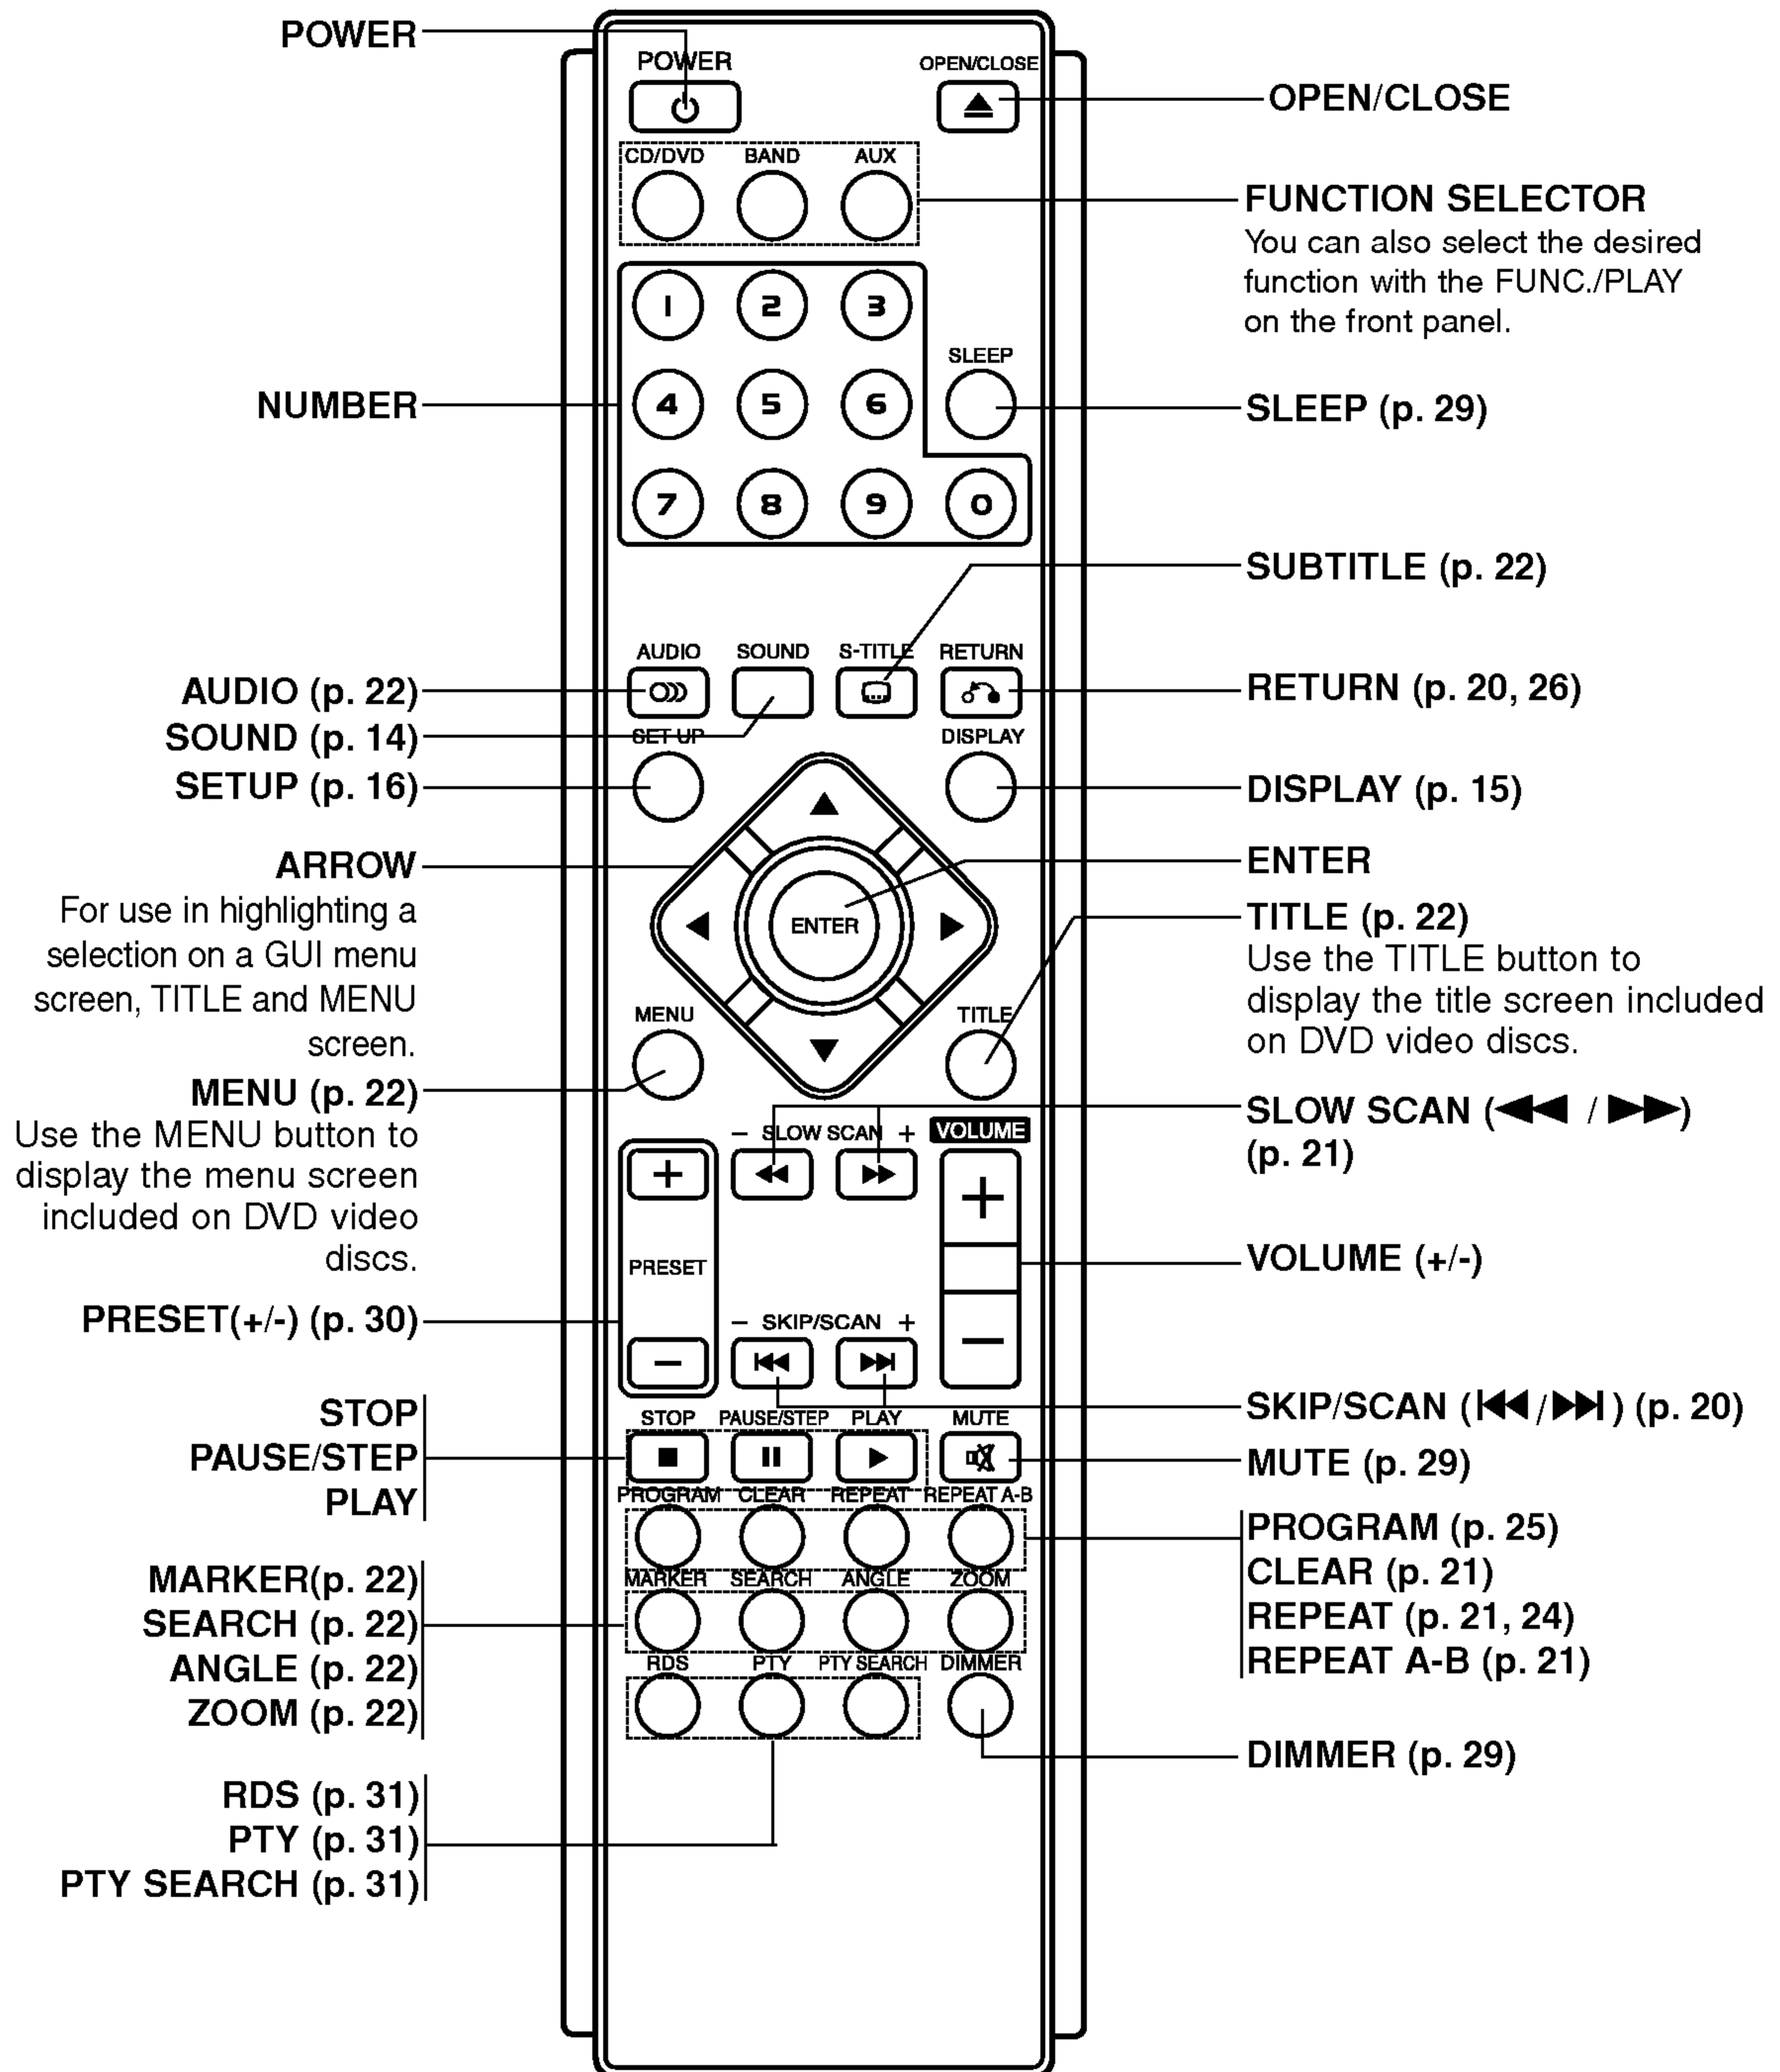 POWER
POWER
OPEN/CLOSE
OPEN/CLOSE
CD/DVD BAND AUX
FUNCTION SELECTOR
You can also select the desired
function with the FUNC./PLAY
on the front panel.
1 2 3
SLEEP
NUMBER
4 5 6
SLEEP (p. 29)
7 8 9 0
SUBTITLE (p. 22)
AUDIO SOUND S-TITLE RETURN
AUDIO (p. 22)
RETURN (p. 20, 26)
SOUND (p. 14)
SET UP DISPLAY
SETUP (p. 16)
DISPLAY (p. 15)
ARROW
For use in highlighting a
selection on a GUI menu
screen, TITLE and MENU
screen.
ENTER
ENTER
TITLE (p. 22)
Use the TITLE button to
display the title screen included
on DVD video discs.
MENU TITLE
MENU (p. 22)
Use the MENU button to
display the menu screen
included on DVD video
discs.
SLOW SCAN (◀◀ / ▶▶)
(p. 21)
− SLOW SCAN + VOLUME
+ ◀◀ ▶▶ +
PRESET
VOLUME (+/-)
PRESET(+/-) (p. 30)
− SKIP/SCAN +
− |◀◀ ▶▶| −
SKIP/SCAN (|◀◀/▶▶|) (p. 20)
STOP
PAUSE/STEP
PLAY
STOP PAUSE/STEP PLAY MUTE
MUTE (p. 29)
PROGRAM CLEAR REPEAT REPEAT A-B
PROGRAM (p. 25)
CLEAR (p. 21)
REPEAT (p. 21, 24)
REPEAT A-B (p. 21)
MARKER SEARCH ANGLE ZOOM
MARKER(p. 22)
SEARCH (p. 22)
ANGLE (p. 22)
ZOOM (p. 22)
RDS PTY PTY SEARCH DIMMER
DIMMER (p. 29)
RDS (p. 31)
PTY (p. 31)
PTY SEARCH (p. 31)